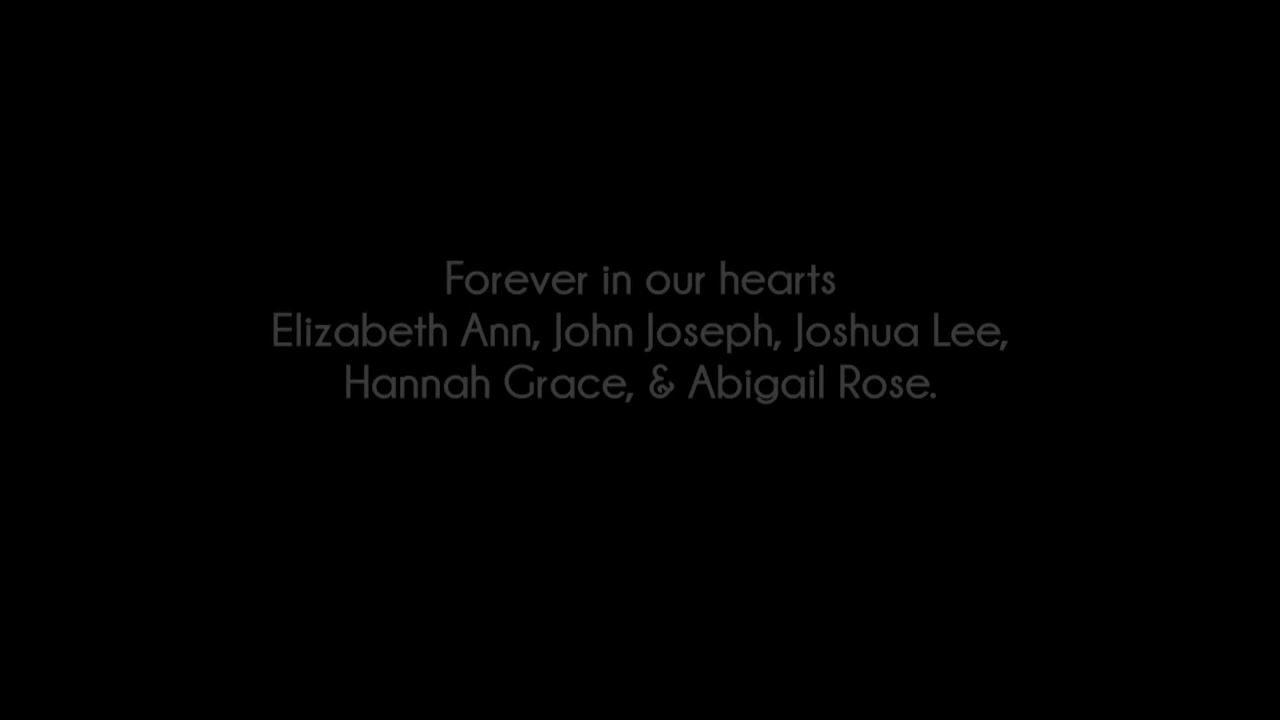 Forever in our hearts
Elizabeth Ann, John Joseph, Joshua Lee,
Hannah Grace, & Abigail Rose.